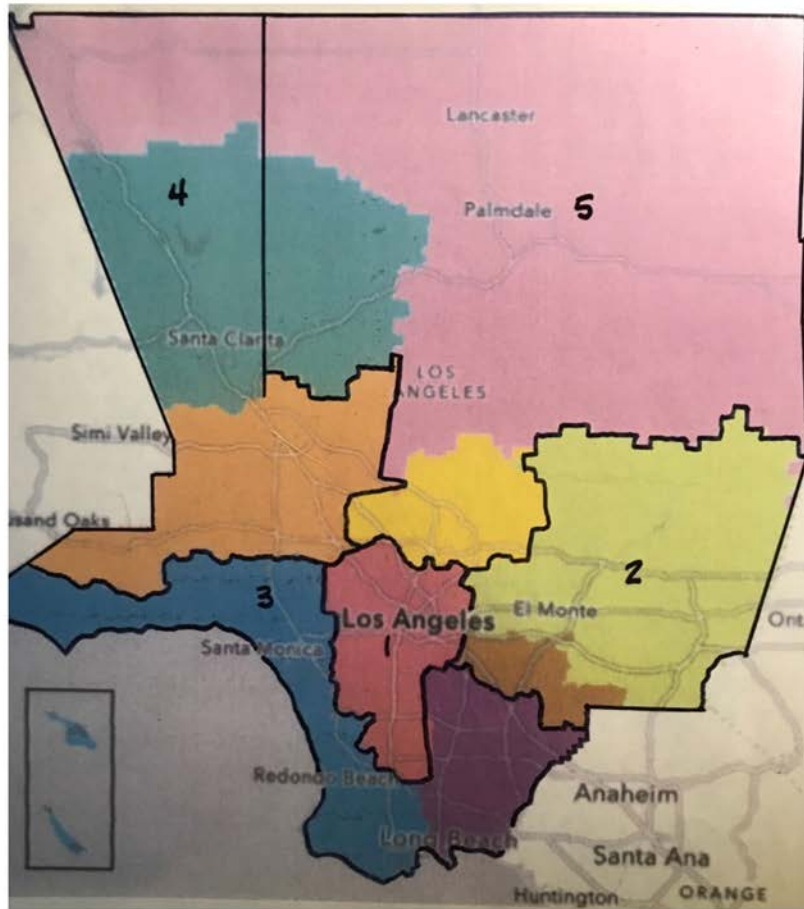 Lancaster
4
Palmdale
5
Santa Clarita
LOS
ANGELES
Simi Valley
usand Oaks
3
2
El Monte
Los Angeles
Ont
1
Santa Monica
Redondo Beach
Anaheim
Long Beach
Santa Ana
Huntington
ORANGE